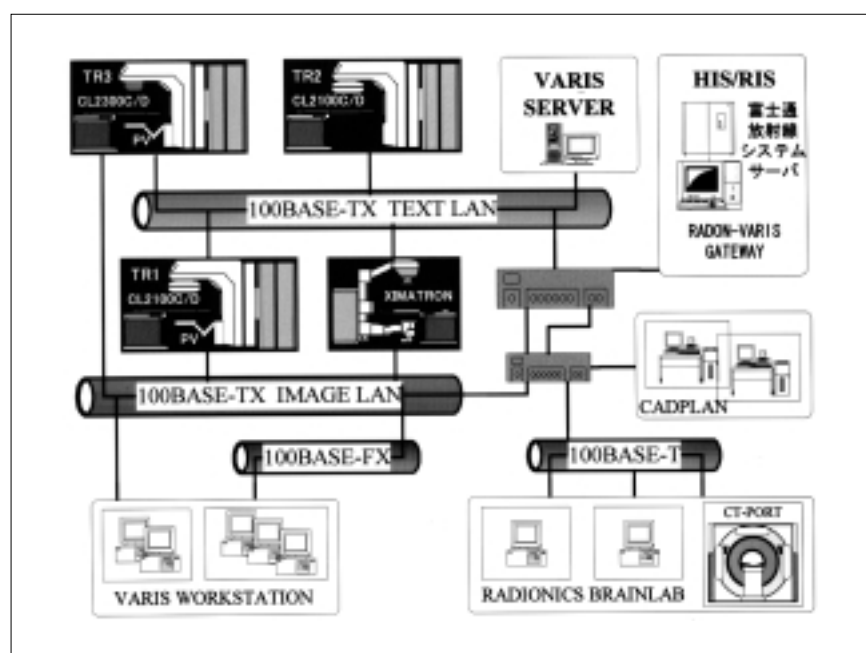 TR3
CL2300C/D
PV
TR2
CL2100C/D
VARIS
SERVER
HIS/RIS
富士通
放射線
システム
サーバ
RADON-VARIS
GATEWAY
100BASE-TX TEXT LAN
TR1
CL2100C/D
PV
XIMATRON
CADPLAN
100BASE-TX IMAGE LAN
100BASE-FX
100BASE-T
VARIS WORKSTATION
RADIONICS
BRAINLAB
CT-PORT